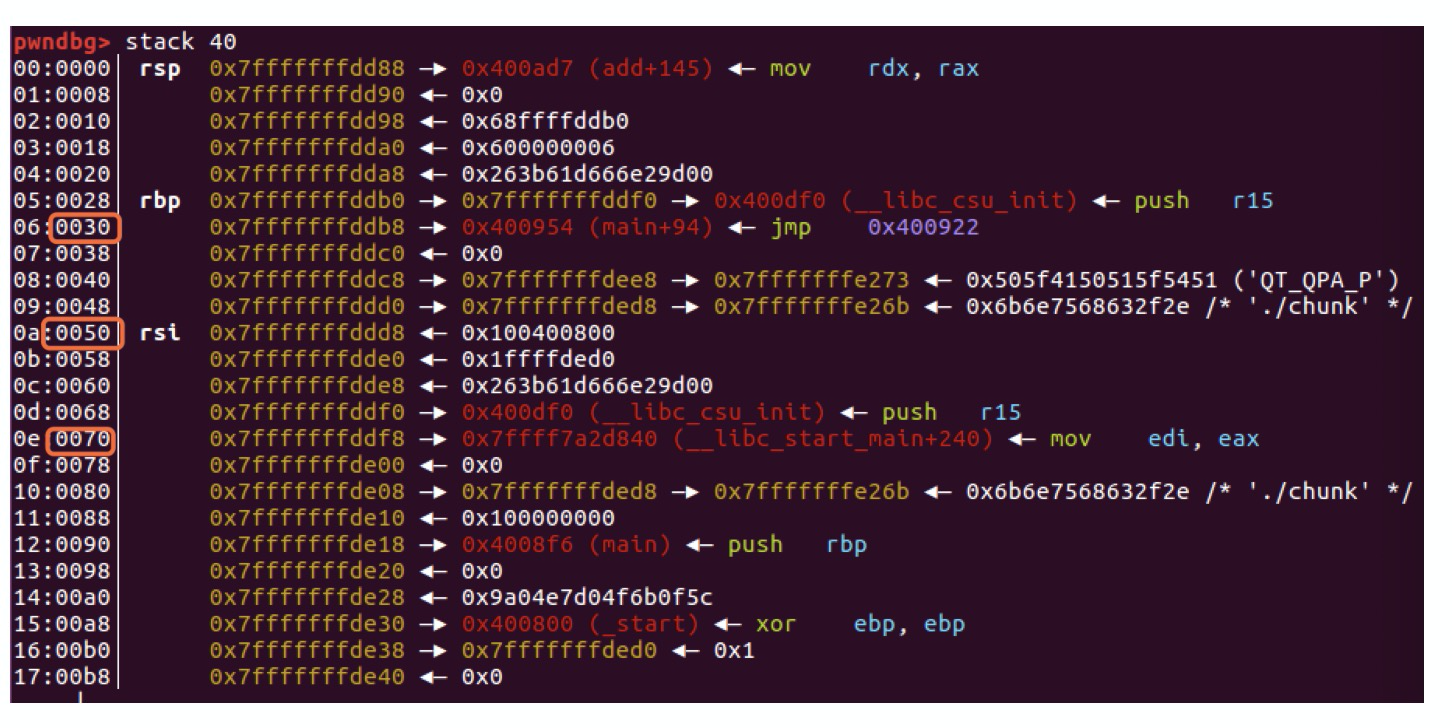 pwndbg> stack 40
00:0000│ rsp 0x7fffffffdd88 —▸ 0x400ad7 (add+145) ◂— mov rdx, rax
01:0008│ 0x7fffffffdd90 ◂— 0x0
02:0010│ 0x7fffffffdd98 ◂— 0x68ffffddb0
03:0018│ 0x7fffffffdda0 ◂— 0x600000006
04:0020│ 0x7fffffffdda8 ◂— 0x263b61d666e29d00
05:0028│ rbp 0x7fffffffddb0 —▸ 0x7fffffffddf0 —▸ 0x400df0 (__libc_csu_init) ◂— push r15
06:0030│ 0x7fffffffddb8 —▸ 0x400954 (main+94) ◂— jmp 0x400922
07:0038│ 0x7fffffffddc0 ◂— 0x0
08:0040│ 0x7fffffffddc8 —▸ 0x7fffffffdee8 —▸ 0x7fffffffe273 ◂— 0x505f4150515f5451 ('QT_QPA_P')
09:0048│ 0x7fffffffddd0 —▸ 0x7fffffffded8 —▸ 0x7fffffffe26b ◂— 0x6b6e7568632f2e /* './chunk' */
0a:0050│ rsi 0x7fffffffddd8 ◂— 0x100400800
0b:0058│ 0x7fffffffdde0 ◂— 0x1ffffded0
0c:0060│ 0x7fffffffdde8 ◂— 0x263b61d666e29d00
0d:0068│ 0x7fffffffddf0 —▸ 0x400df0 (__libc_csu_init) ◂— push r15
0e:0070│ 0x7fffffffddf8 —▸ 0x7ffff7a2d840 (__libc_start_main+240) ◂— mov edi, eax
0f:0078│ 0x7fffffffde00 ◂— 0x0
10:0080│ 0x7fffffffde08 —▸ 0x7fffffffded8 —▸ 0x7fffffffe26b ◂— 0x6b6e7568632f2e /* './chunk' */
11:0088│ 0x7fffffffde10 ◂— 0x100000000
12:0090│ 0x7fffffffde18 —▸ 0x4008f6 (main) ◂— push rbp
13:0098│ 0x7fffffffde20 ◂— 0x0
14:00a0│ 0x7fffffffde28 ◂— 0x9a04e7d04f6b0f5c
15:00a8│ 0x7fffffffde30 —▸ 0x400800 (_start) ◂— xor ebp, ebp
16:00b0│ 0x7fffffffde38 —▸ 0x7fffffffded0 ◂— 0x1
17:00b8│ 0x7fffffffde40 ◂— 0x0